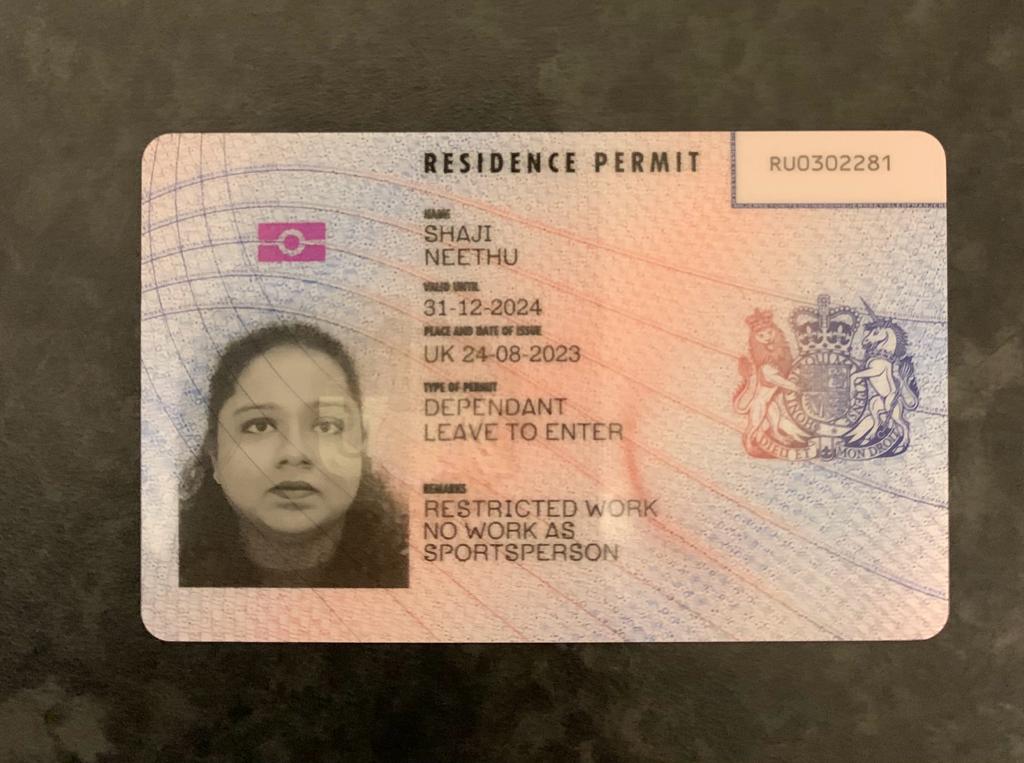 RESIDENCE PERMIT
RU0302281
NAME
SHAJI
NEETHU
VALID UNTIL
31-12-2024
PLACE AND DATE OF ISSUE
UK 24-08-2023
TYPE OF PERMIT
DEPENDANT
LEAVE TO ENTER
REMARKS
RESTRICTED WORK
NO WORK AS
SPORTSPERSON
DIEU ET MON DROIT